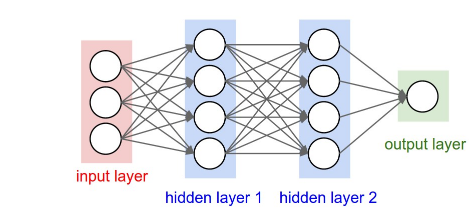 output layer
input layer
hidden layer 1
hidden layer 2